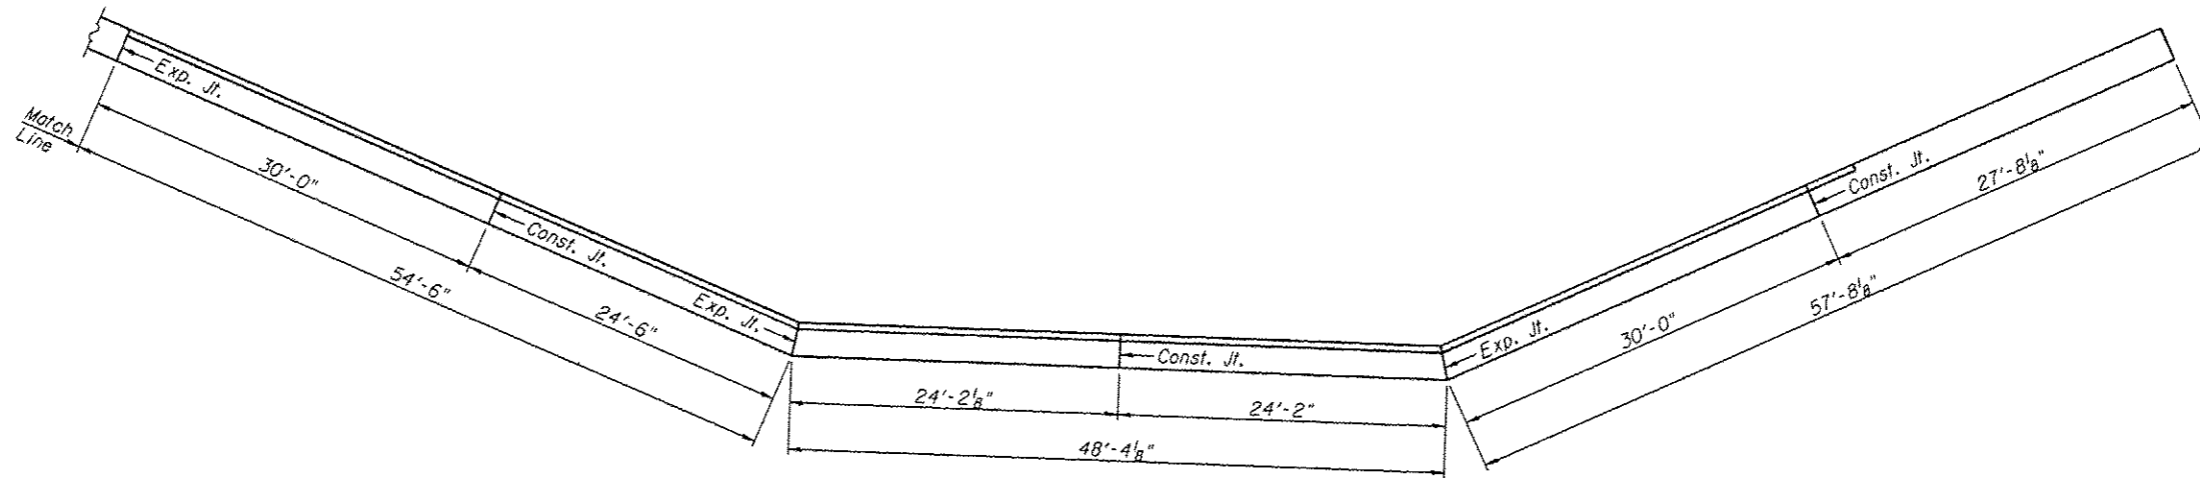 Match
Line
Exp. Jt.
30'-0"
54'-6"
Const. Jt.
24'-6"
Exp. Jt.
Const. Jt.
24'-2⅛"
24'-2"
48'-4⅛"
Exp. Jt.
30'-0"
57'-8⅛"
Const. Jt.
27'-8⅛"